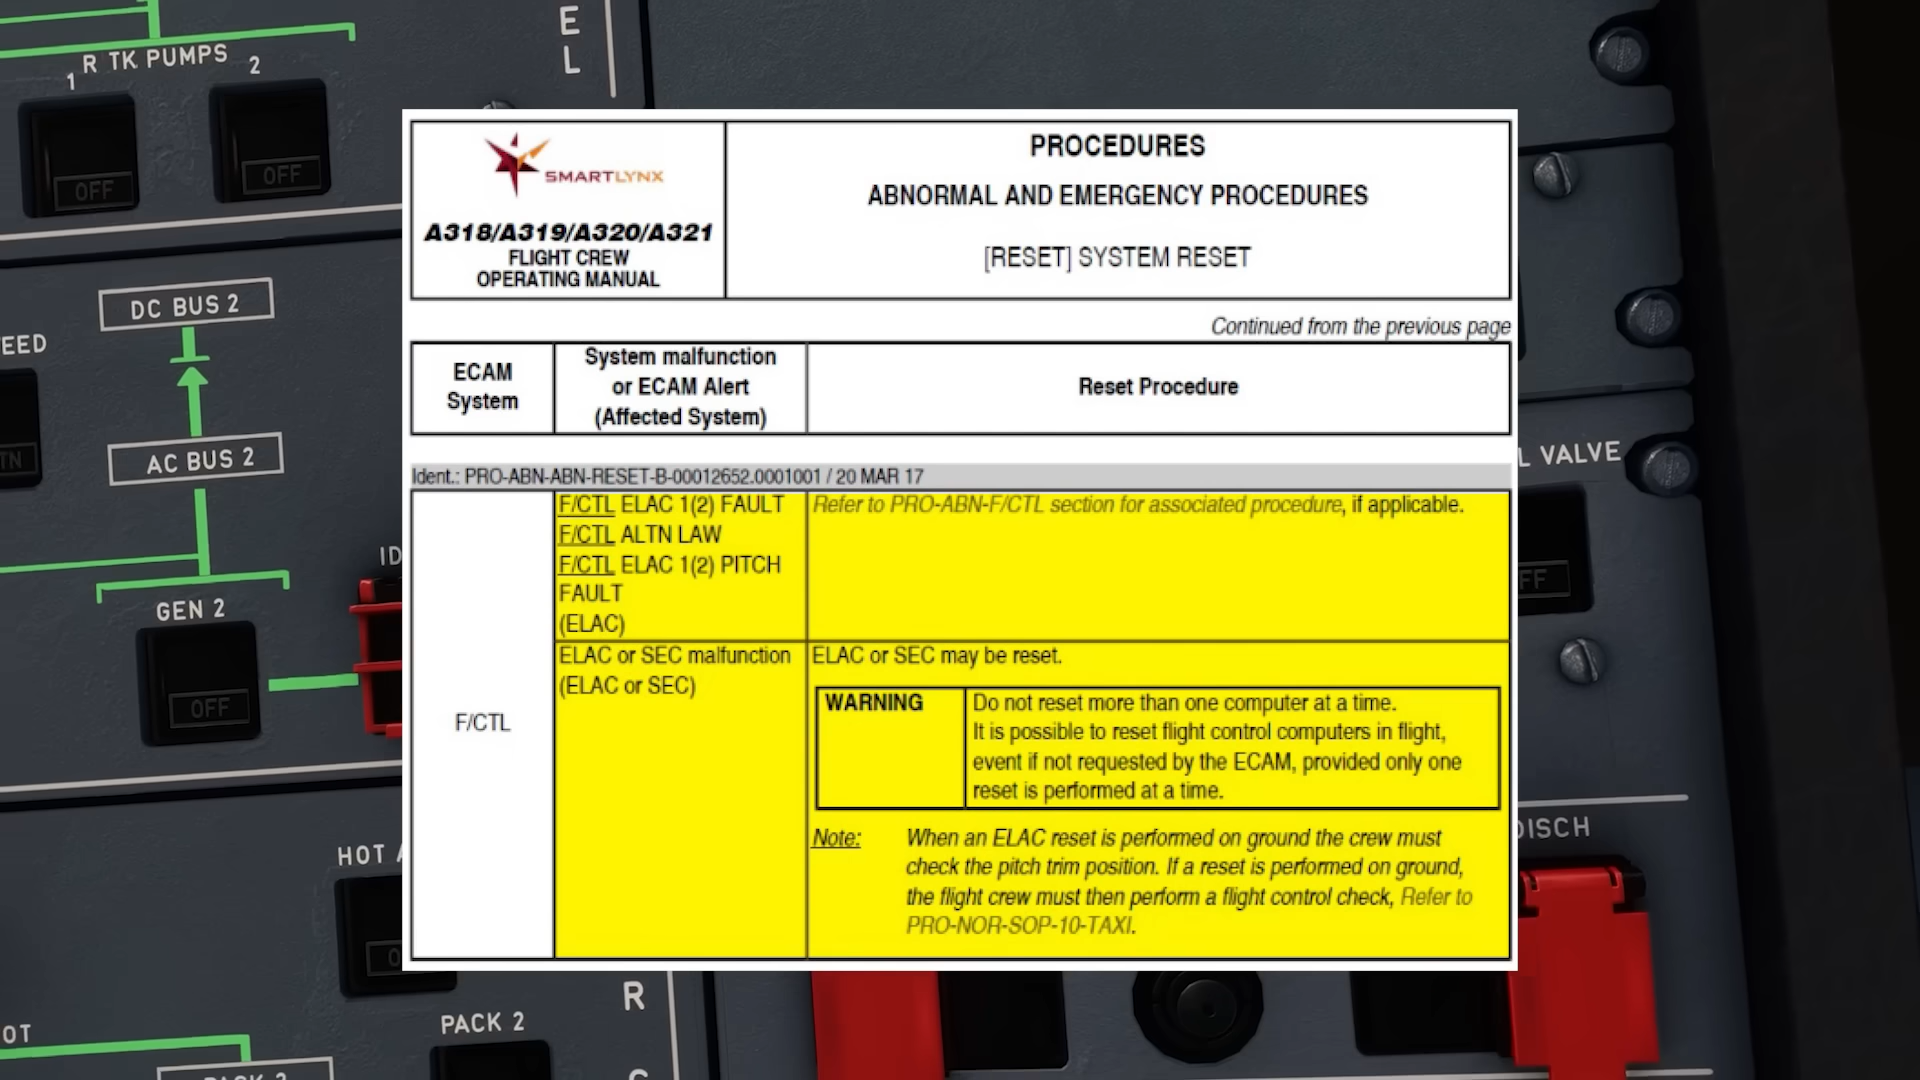 E
L
R TK PUMPS
1
2
OFF
OFF
DC BUS 2
EED
AC BUS 2
TN
ID
GEN 2
OFF
HOT A
OT
PACK 2
R
L VALVE
FF
DISCH
SMARTLYNX
A318/A319/A320/A321
FLIGHT CREW
OPERATING MANUAL
PROCEDURES
ABNORMAL AND EMERGENCY PROCEDURES
[RESET] SYSTEM RESET
Continued from the previous page
ECAM
System
System malfunction
or ECAM Alert
(Affected System)
Reset Procedure
Ident.: PRO-ABN-ABN-RESET-B-00012652.0001001 / 20 MAR 17
F/CTL
F/CTL ELAC 1(2) FAULT
F/CTL ALTN LAW
F/CTL ELAC 1(2) PITCH
FAULT
(ELAC)
Refer to PRO-ABN-F/CTL section for associated procedure, if applicable.
ELAC or SEC malfunction
(ELAC or SEC)
ELAC or SEC may be reset.
WARNING
Do not reset more than one computer at a time.
It is possible to reset flight control computers in flight,
event if not requested by the ECAM, provided only one
reset is performed at a time.
Note:
When an ELAC reset is performed on ground the crew must
check the pitch trim position. If a reset is performed on ground,
the flight crew must then perform a flight control check, Refer to
PRO-NOR-SOP-10-TAXI.